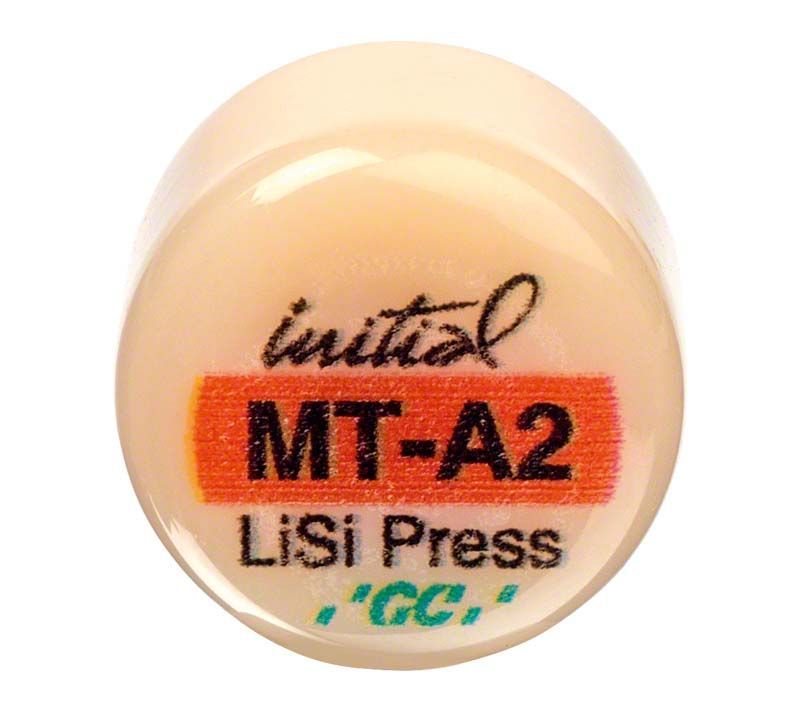 initial
MT-A2
LiSi Press
GC